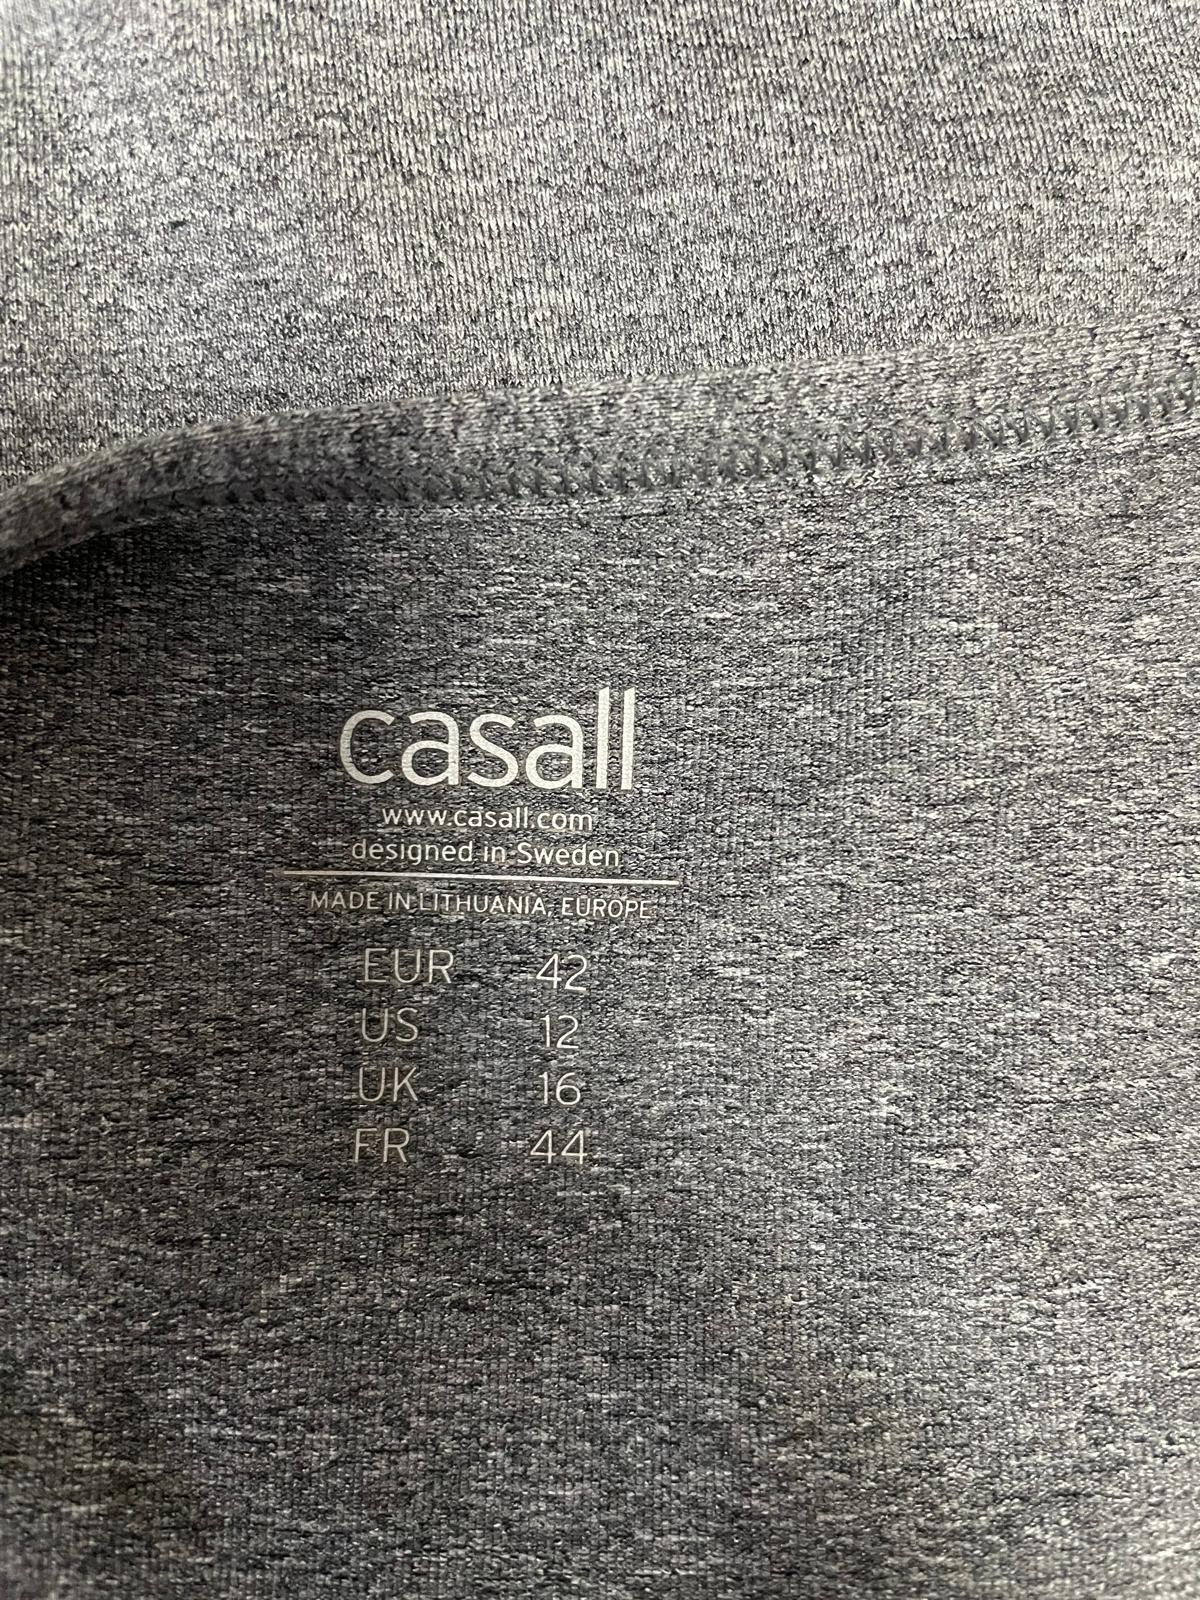 casall
www.casall.com
designed in Sweden
MADE IN LITHUANIA, EUROPE
EUR 42
US 12
UK 16
FR 44